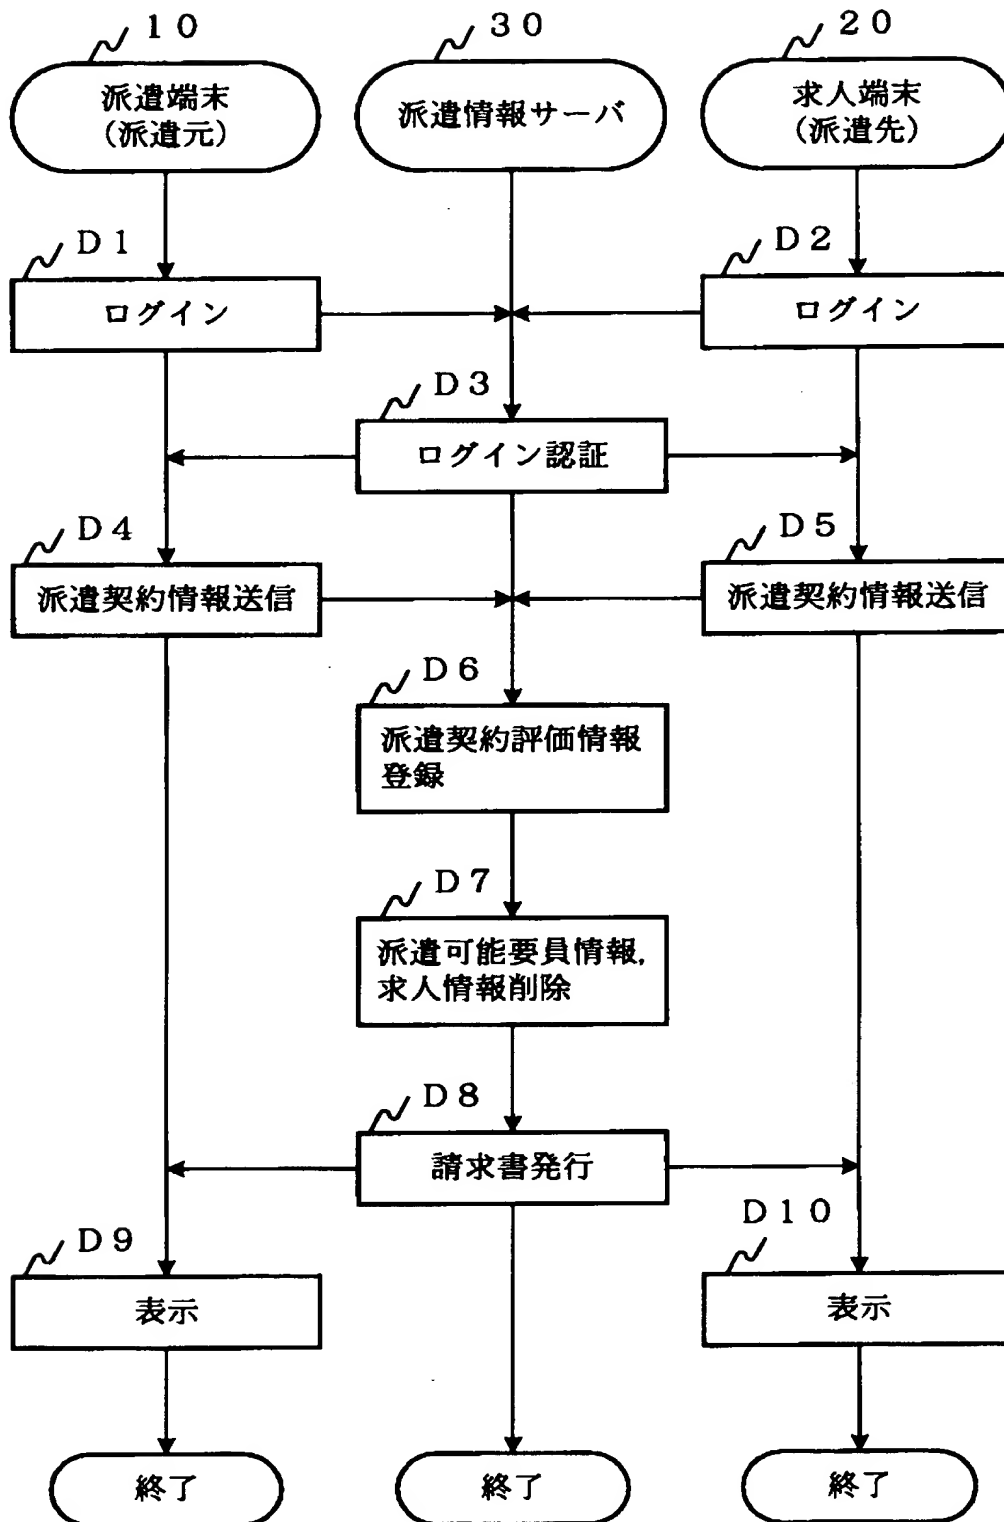 10
30
20
派遣端末
(派遣元)
派遣情報サーバ
求人端末
(派遣先)
D1
D2
ログイン
ログイン
D3
ログイン認証
D4
D5
派遣契約情報送信
派遣契約情報送信
D6
派遣契約評価情報
登録
D7
派遣可能要員情報,
求人情報削除
D8
請求書発行
D9
D10
表示
表示
終了
終了
終了